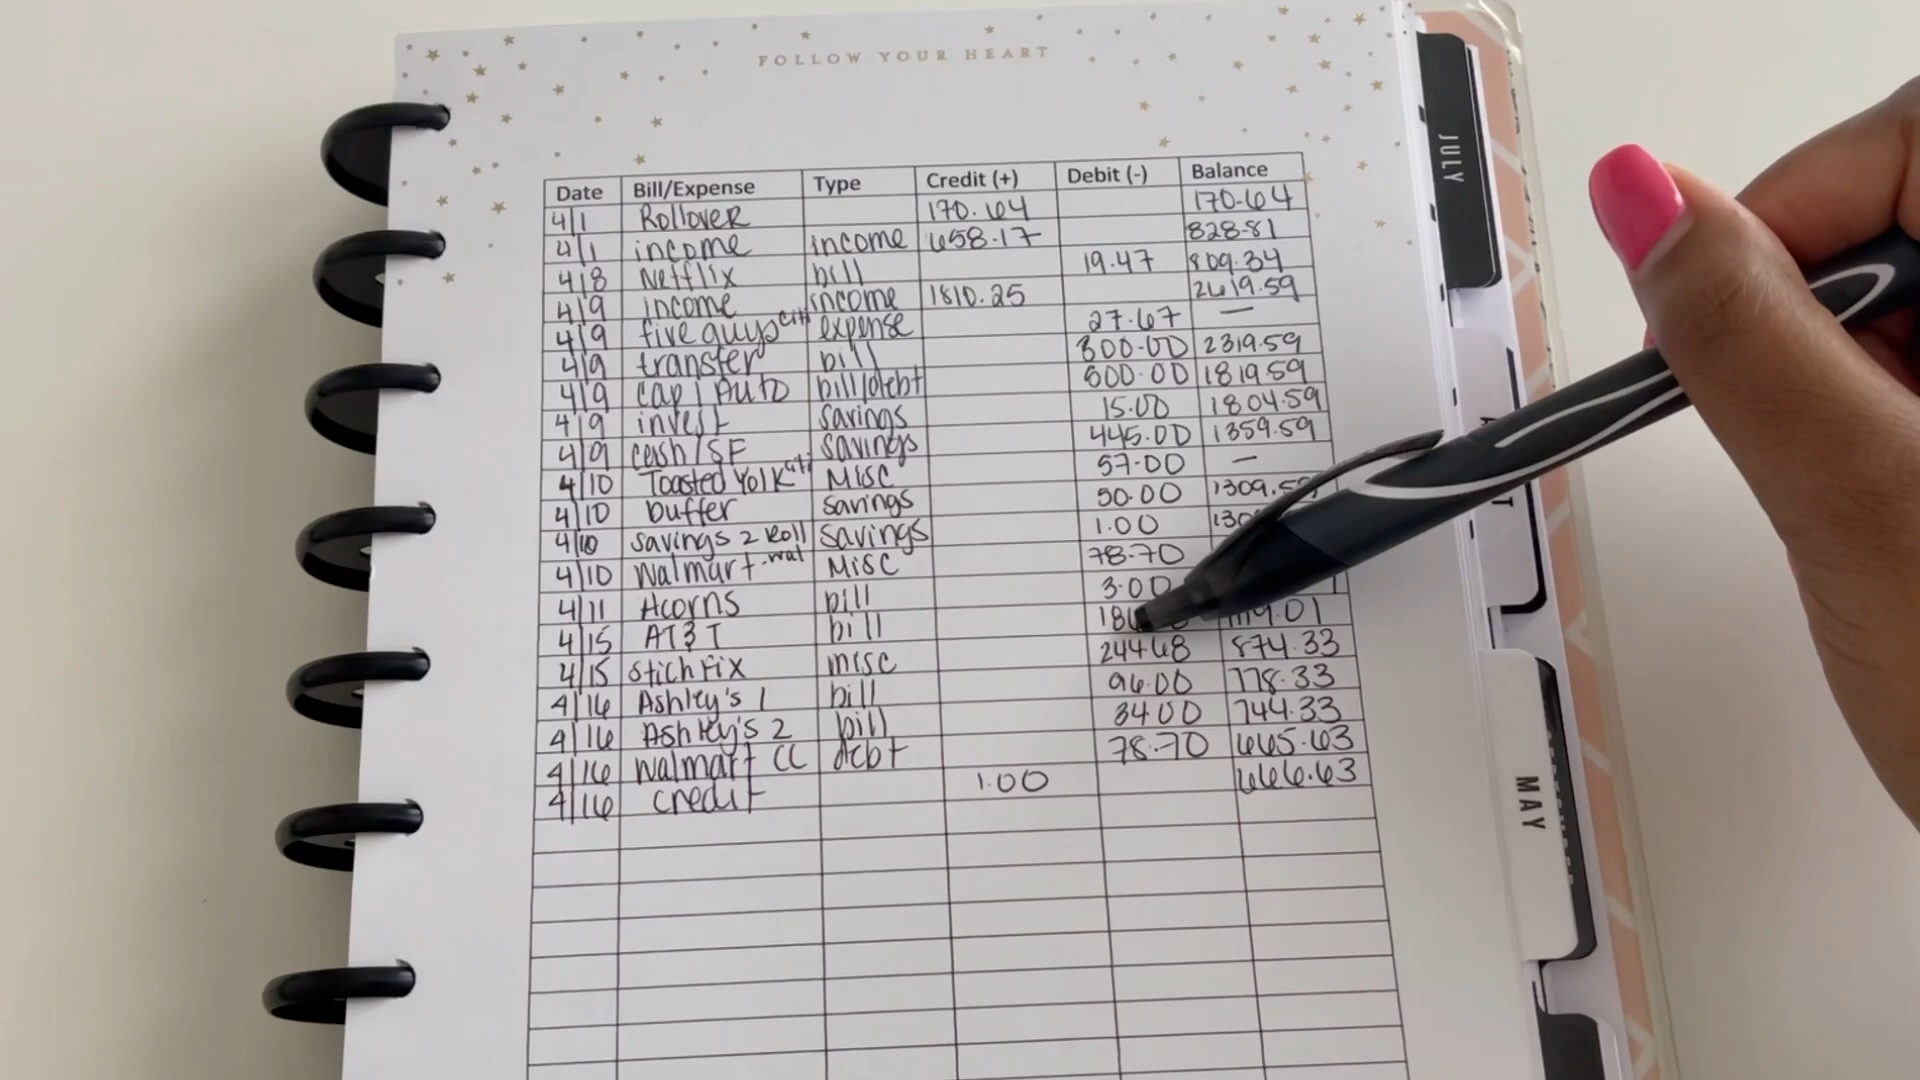 FOLLOW YOUR HEART
Date Bill/Expense Type Credit (+) Debit (-) Balance
4/1 Rollover 170.64 170.64
4/1 income income 658.17 828.81
4/8 Netflix bill 19.47 809.34
4/9 income income 1810.25 2619.59
4/9 five guys citi expense 27.67 —
4/9 transfer bill 300.00 2319.59
4/9 cap 1 Auto bill/debt 500.00 1819.59
4/9 invest savings 15.00 1804.59
4/9 cash/SF savings 445.00 1359.59
4/10 Toasted Yolk citi Misc 57.00 —
4/10 buffer savings 50.00 1309.59
4/10 savings 2 Roll savings 1.00
4/10 Walmart-wal Misc 78.70
4/11 Acorns bill 3.00
4/15 AT&T bill 1119.01
4/15 Stich Fix misc 244.68 874.33
4/16 Ashley's 1 bill 96.00 778.33
4/16 Ashley's 2 bill 34.00 744.33
4/16 Walmart CC debt 78.70 665.63
4/16 credit 1.00 666.63
JULY
MAY